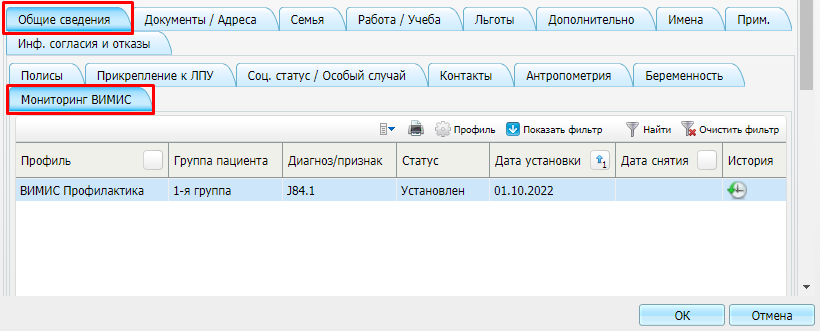 Общие сведения Документы / Адреса Семья Работа / Учеба Льготы Дополнительно Имена Прим.
Инф. согласия и отказы
Полисы Прикрепление к ЛПУ Соц. статус / Особый случай Контакты Антропометрия Беременность
Мониторинг ВИМИС
Профиль Показать фильтр Найти Очистить фильтр
Профиль Группа пациента Диагноз/признак Статус Дата установки 1 Дата снятия История
ВИМИС Профилактика 1-я группа J84.1 Установлен 01.10.2022
ОК Отмена